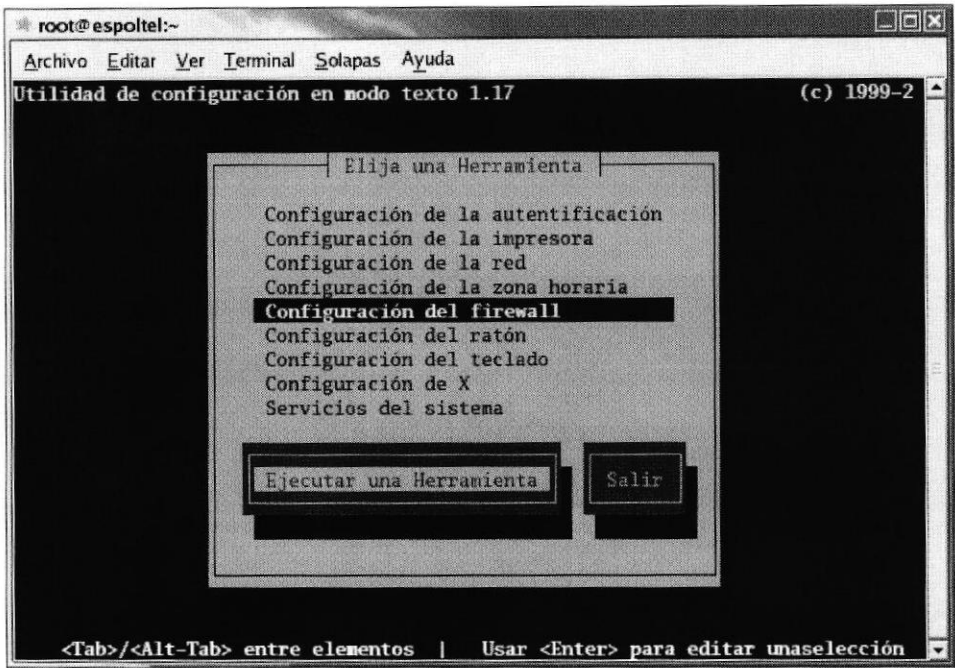 root@espoltel:~
Archivo Editar Ver Terminal Solapas Ayuda
Utilidad de configuración en modo texto 1.17 (c) 1999-2
Elija una Herramienta
Configuración de la autentificación
Configuración de la impresora
Configuración de la red
Configuración de la zona horaria
Configuración del firewall
Configuración del ratón
Configuración del teclado
Configuración de X
Servicios del sistema
Ejecutar una Herramienta Salir
<Tab>/<Alt-Tab> entre elementos | Usar <Enter> para editar unaselección